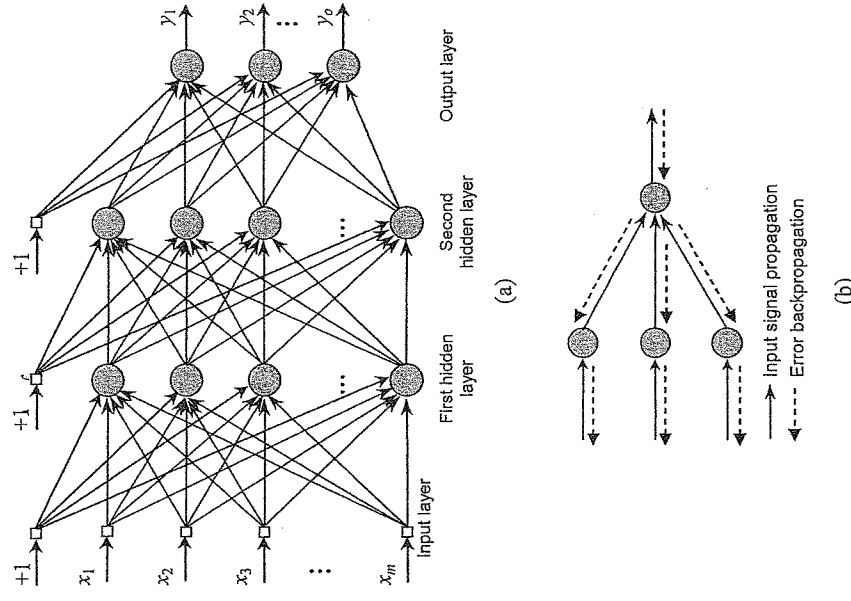 +1
+1
+1
x₁
x₂
x₃
...
xₘ
y₁
y₂
...
yₒ
...
...
Input layer
First hidden
layer
Second
hidden layer
Output layer
(a)
Input signal propagation
Error backpropagation
(b)